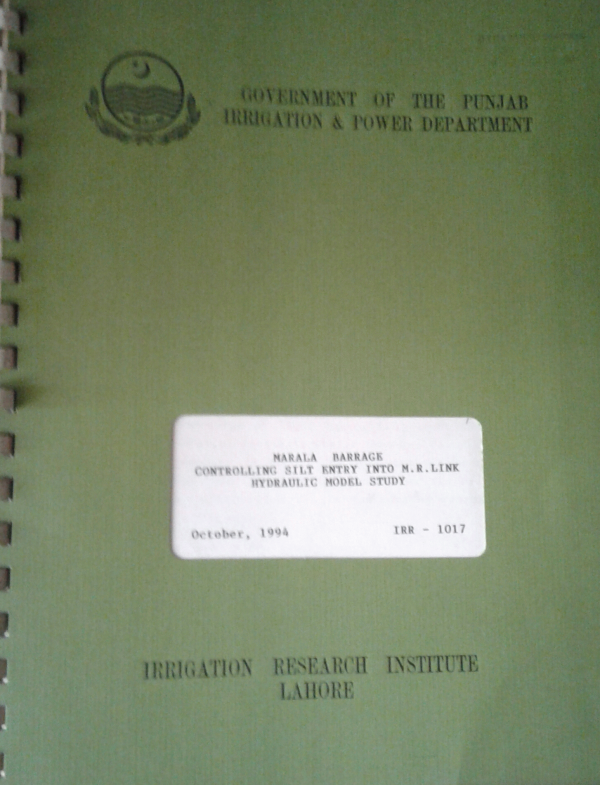 GOVERNMENT OF THE PUNJAB
IRRIGATION & POWER DEPARTMENT
MARALA BARRAGE
CONTROLLING SILT ENTRY INTO M.R.LINK
HYDRAULIC MODEL STUDY
October, 1994
IRR - 1017
IRRIGATION RESEARCH INSTITUTE
LAHORE